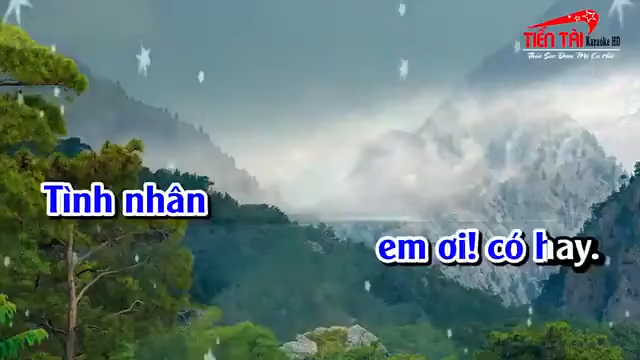 TIẾN TÀI Karaoke HD
Tình nhân
em ơi! có hay.